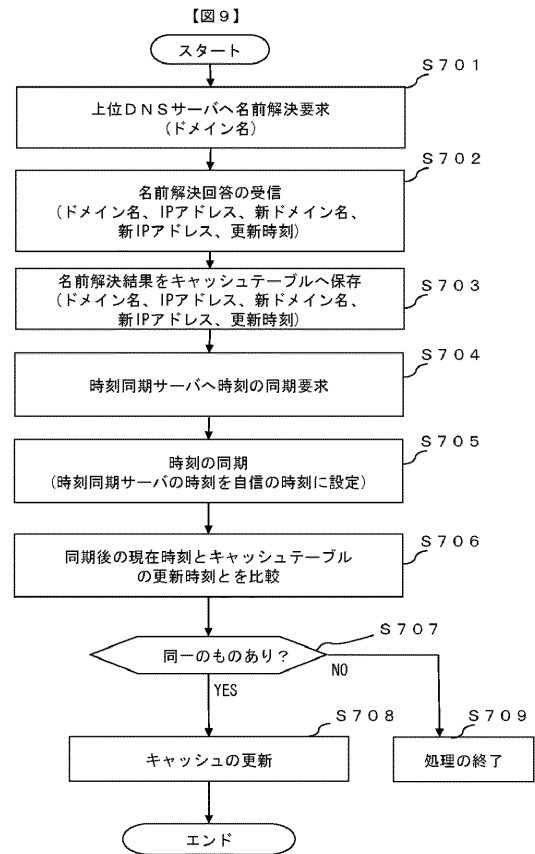 【図９】
スタート
Ｓ７０１
上位ＤＮＳサーバへ名前解決要求
（ドメイン名）
Ｓ７０２
名前解決回答の受信
（ドメイン名、IPアドレス、新ドメイン名、
新IPアドレス、更新時刻）
Ｓ７０３
名前解決結果をキャッシュテーブルへ保存
（ドメイン名、IPアドレス、新ドメイン名、
新IPアドレス、更新時刻）
Ｓ７０４
時刻同期サーバへ時刻の同期要求
Ｓ７０５
時刻の同期
（時刻同期サーバの時刻を自信の時刻に設定）
Ｓ７０６
同期後の現在時刻とキャッシュテーブル
の更新時刻とを比較
Ｓ７０７
同一のものあり？
NO
YES
Ｓ７０８
キャッシュの更新
Ｓ７０９
処理の終了
エンド